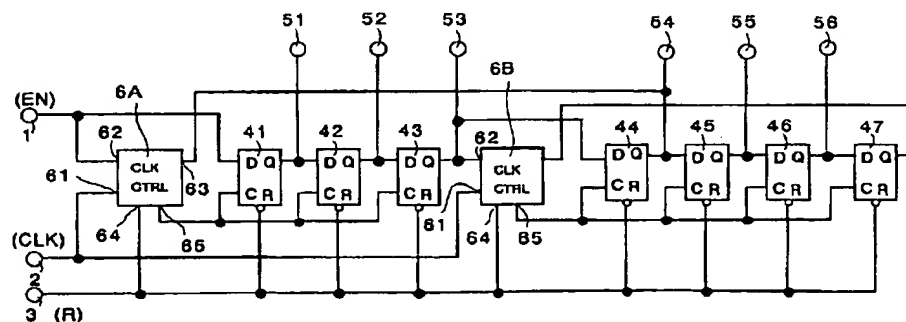 51 52 53 54 55 56
(EN) 6A 6B
1 62 41 42 43 62 44 45 46 47
CLK 63 D Q D Q D Q CLK D Q D Q D Q D Q
61 CTRL C R C R C R 61 CTRL C R C R C R C R
64 65 64 65
(CLK)
2
3 (R)